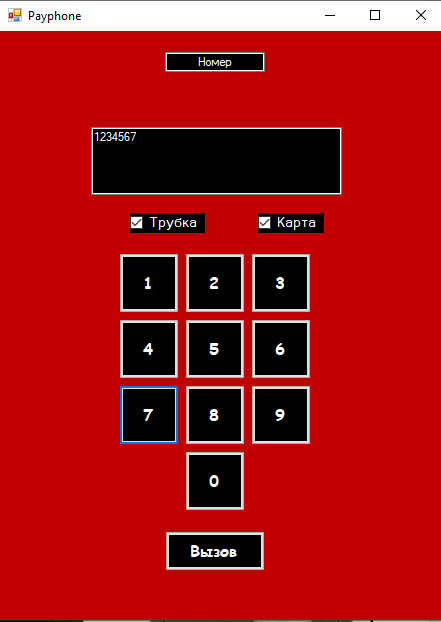 Payphone
Номер
1234567
Трубка Карта
1 2 3
4 5 6
7 8 9
0
Вызов